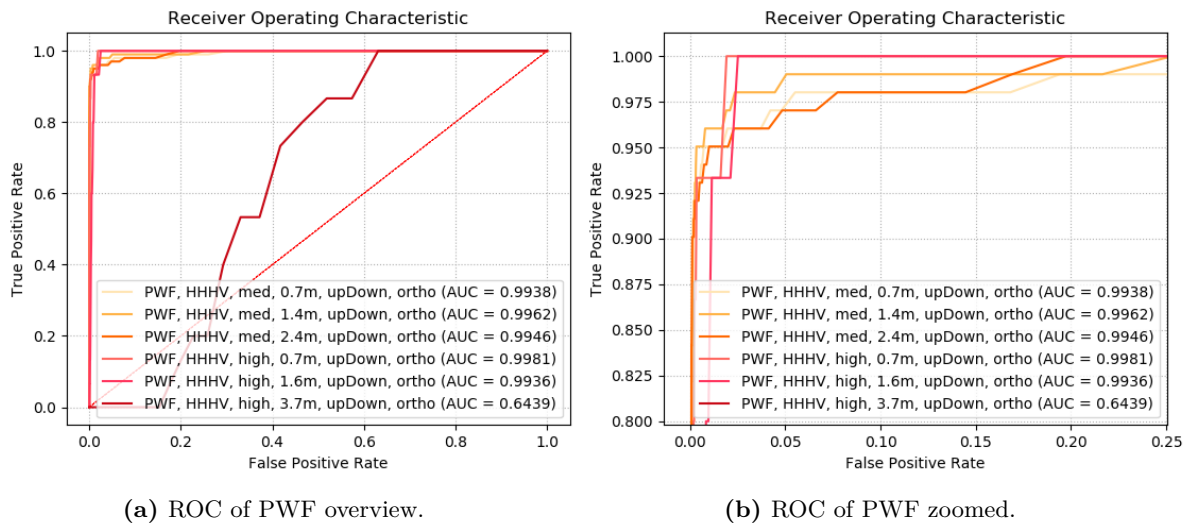 Receiver Operating Characteristic
True Positive Rate
1.0
0.8
0.6
0.4
0.2
0.0
PWF, HHHV, med, 0.7m, upDown, ortho (AUC = 0.9938)
PWF, HHHV, med, 1.4m, upDown, ortho (AUC = 0.9962)
PWF, HHHV, med, 2.4m, upDown, ortho (AUC = 0.9946)
PWF, HHHV, high, 0.7m, upDown, ortho (AUC = 0.9981)
PWF, HHHV, high, 1.6m, upDown, ortho (AUC = 0.9936)
PWF, HHHV, high, 3.7m, upDown, ortho (AUC = 0.6439)
0.0 0.2 0.4 0.6 0.8 1.0
False Positive Rate
(a) ROC of PWF overview.
Receiver Operating Characteristic
True Positive Rate
1.000
0.975
0.950
0.925
0.900
0.875
0.850
0.825
0.800
PWF, HHHV, med, 0.7m, upDown, ortho (AUC = 0.9938)
PWF, HHHV, med, 1.4m, upDown, ortho (AUC = 0.9962)
PWF, HHHV, med, 2.4m, upDown, ortho (AUC = 0.9946)
PWF, HHHV, high, 0.7m, upDown, ortho (AUC = 0.9981)
PWF, HHHV, high, 1.6m, upDown, ortho (AUC = 0.9936)
PWF, HHHV, high, 3.7m, upDown, ortho (AUC = 0.6439)
0.00 0.05 0.10 0.15 0.20 0.25
False Positive Rate
(b) ROC of PWF zoomed.